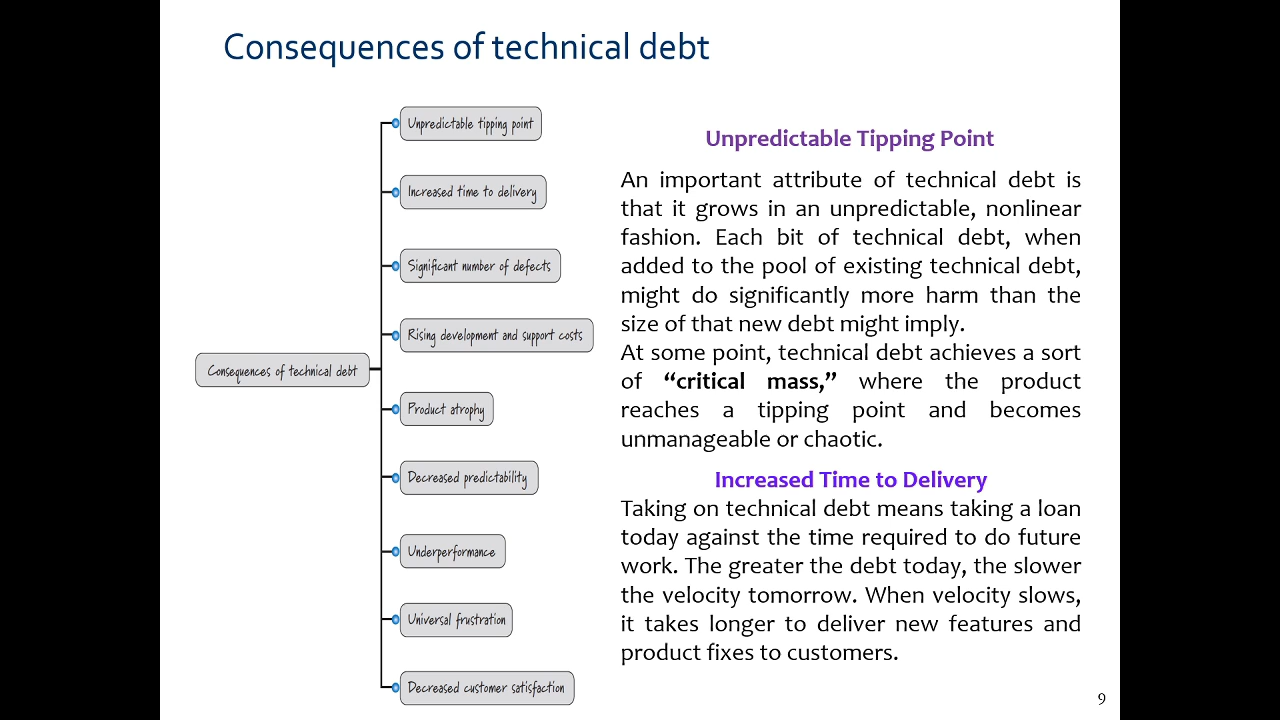 Consequences of technical debt
Unpredictable tipping point
Increased time to delivery
Significant number of defects
Rising development and support costs
Consequences of technical debt
Product atrophy
Decreased predictability
Underperformance
Universal frustration
Decreased customer satisfaction
Unpredictable Tipping Point
An important attribute of technical debt is
that it grows in an unpredictable, nonlinear
fashion. Each bit of technical debt, when
added to the pool of existing technical debt,
might do significantly more harm than the
size of that new debt might imply.
At some point, technical debt achieves a sort
of “critical mass,” where the product
reaches a tipping point and becomes
unmanageable or chaotic.
Increased Time to Delivery
Taking on technical debt means taking a loan
today against the time required to do future
work. The greater the debt today, the slower
the velocity tomorrow. When velocity slows,
it takes longer to deliver new features and
product fixes to customers.
9